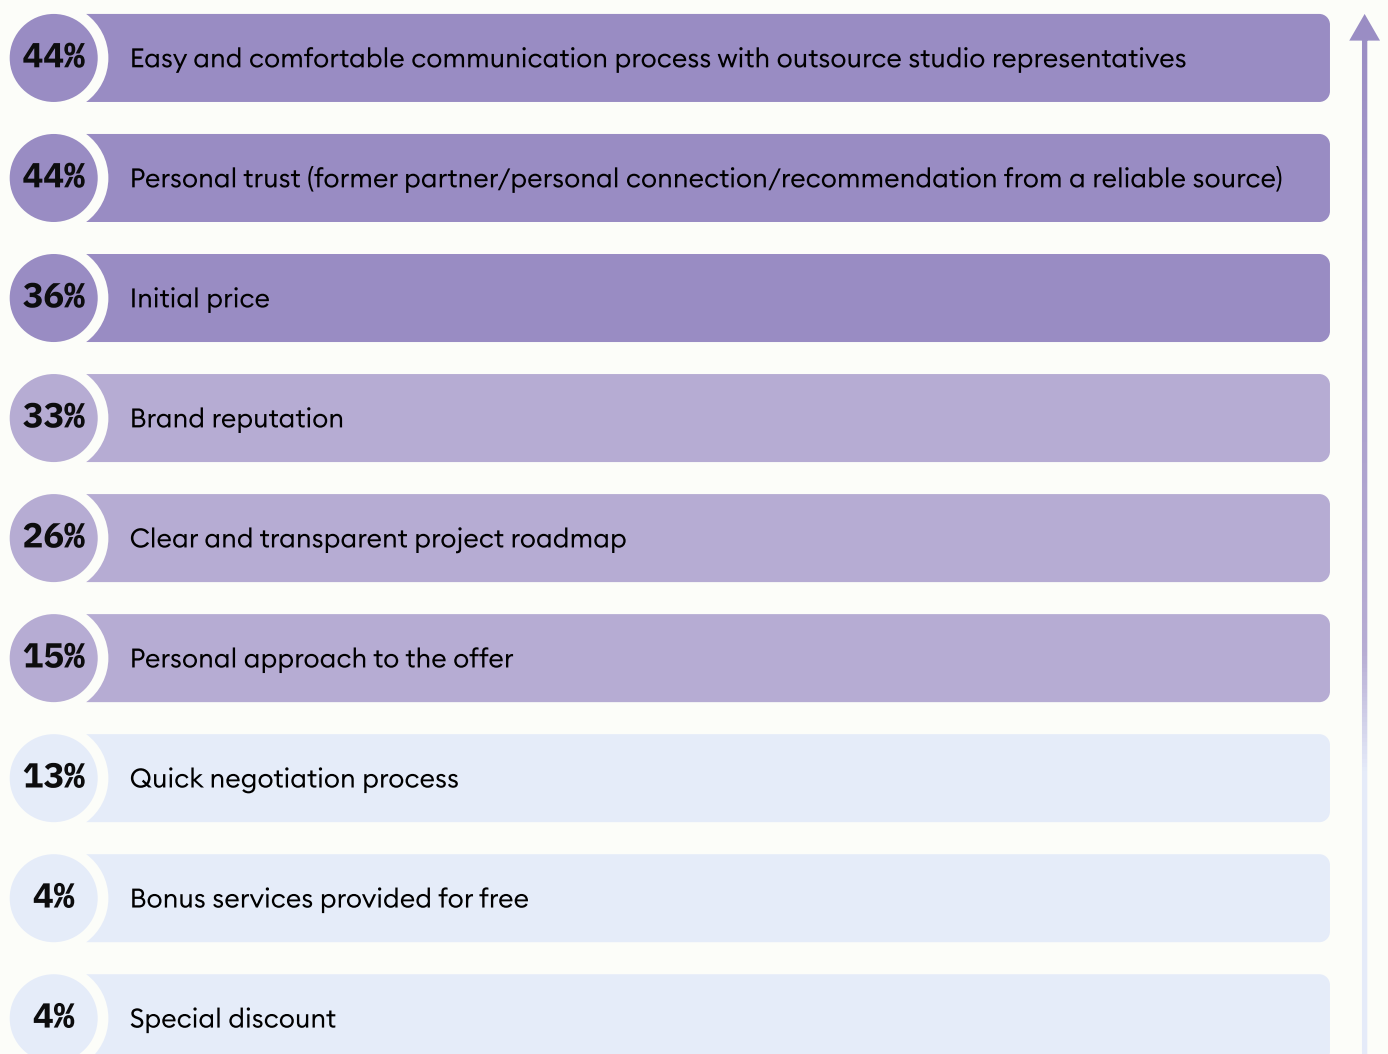 44% Easy and comfortable communication process with outsource studio representatives
44% Personal trust (former partner/personal connection/recommendation from a reliable source)
36% Initial price
33% Brand reputation
26% Clear and transparent project roadmap
15% Personal approach to the offer
13% Quick negotiation process
4% Bonus services provided for free
4% Special discount